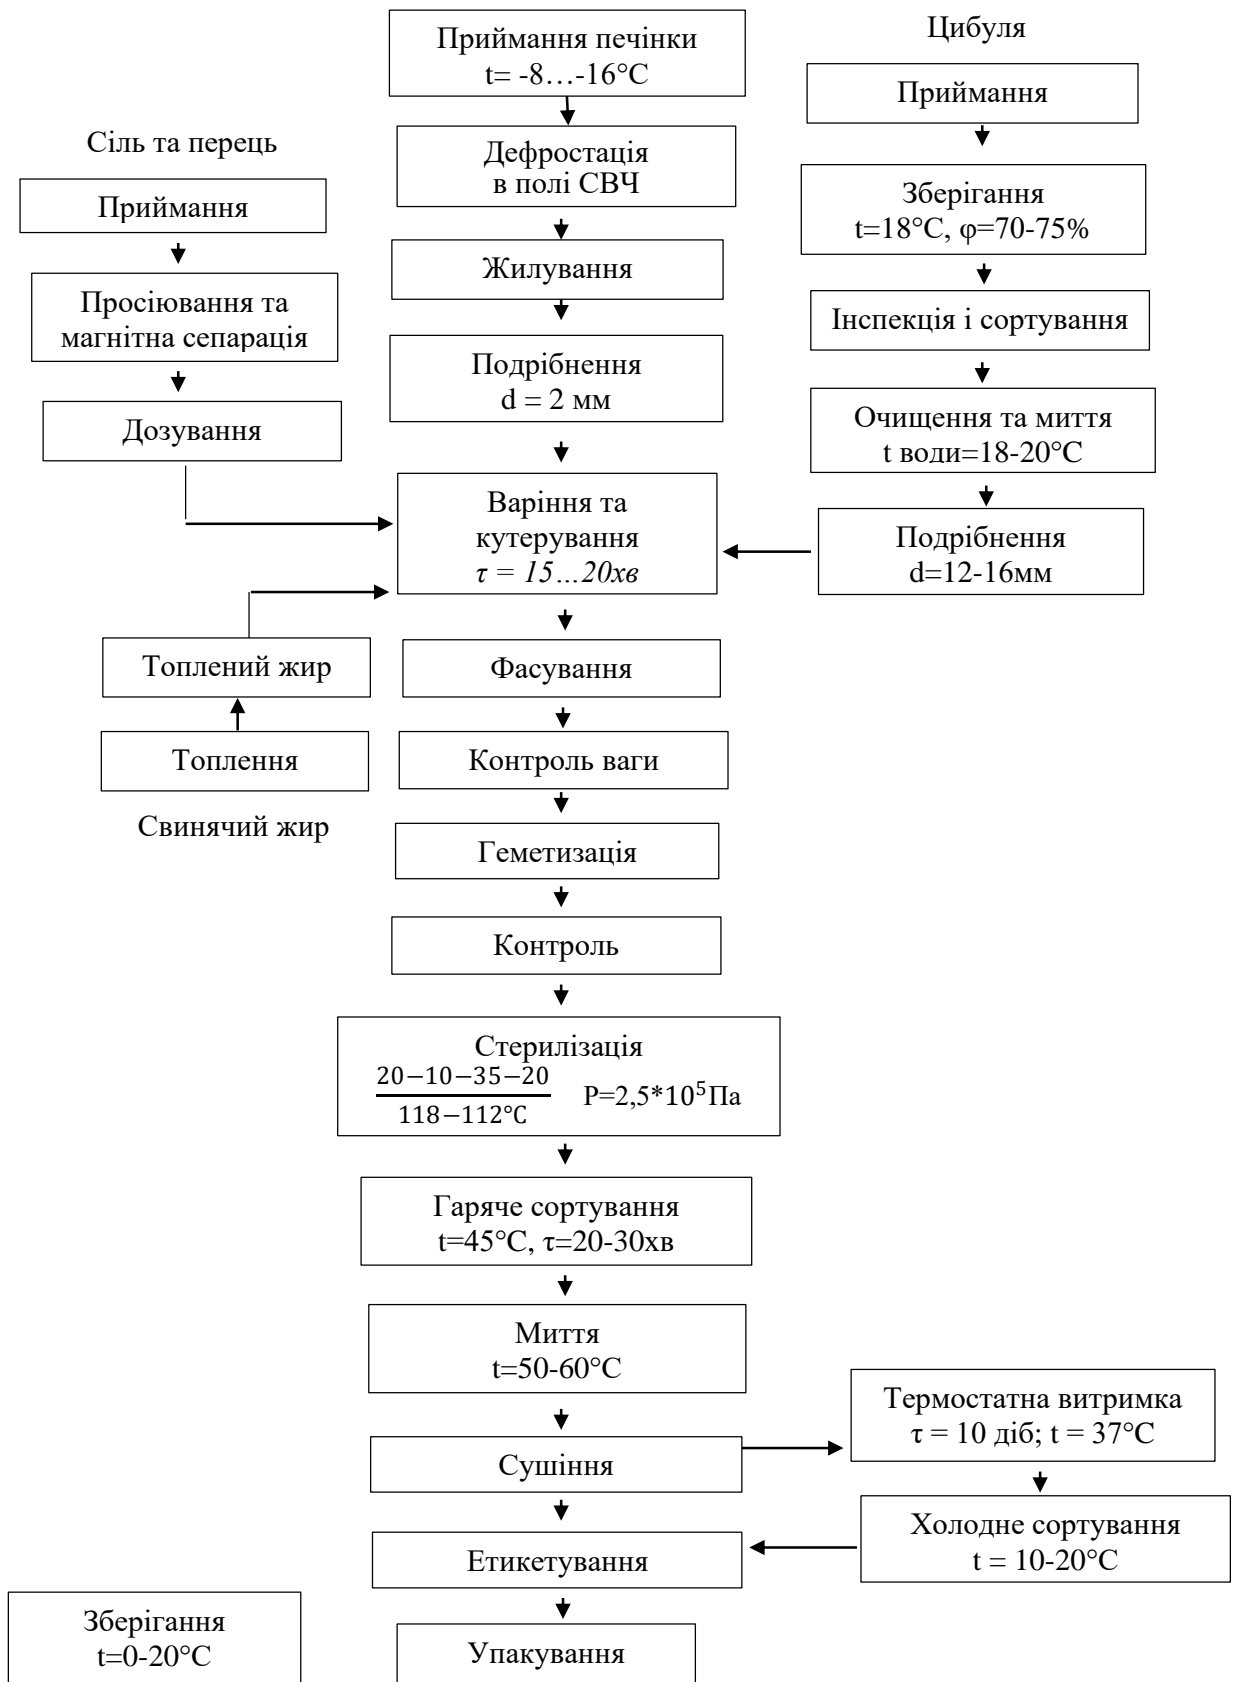 Приймання печінки
t= -8…-16°С
Дефростація
в полі СВЧ
Жилування
Подрібнення
d = 2 мм
Сіль та перець
Приймання
Просіювання та
магнітна сепарація
Дозування
Цибуля
Приймання
Зберігання
t=18°С, φ=70-75%
Інспекція і сортування
Очищення та миття
t води=18-20°С
Подрібнення
d=12-16мм
Варіння та
кутерування
τ = 15…20хв
Топлений жир
Топлення
Свинячий жир
Фасування
Контроль ваги
Геметизація
Контроль
Стерилізація
20−10−35−20
118−112°С
Р=2,5*10⁵Па
Гаряче сортування
t=45°С, τ=20-30хв
Миття
t=50-60°С
Сушіння
Термостатна витримка
τ = 10 діб; t = 37°С
Холодне сортування
t = 10-20°С
Етикетування
Упакування
Зберігання
t=0-20°С